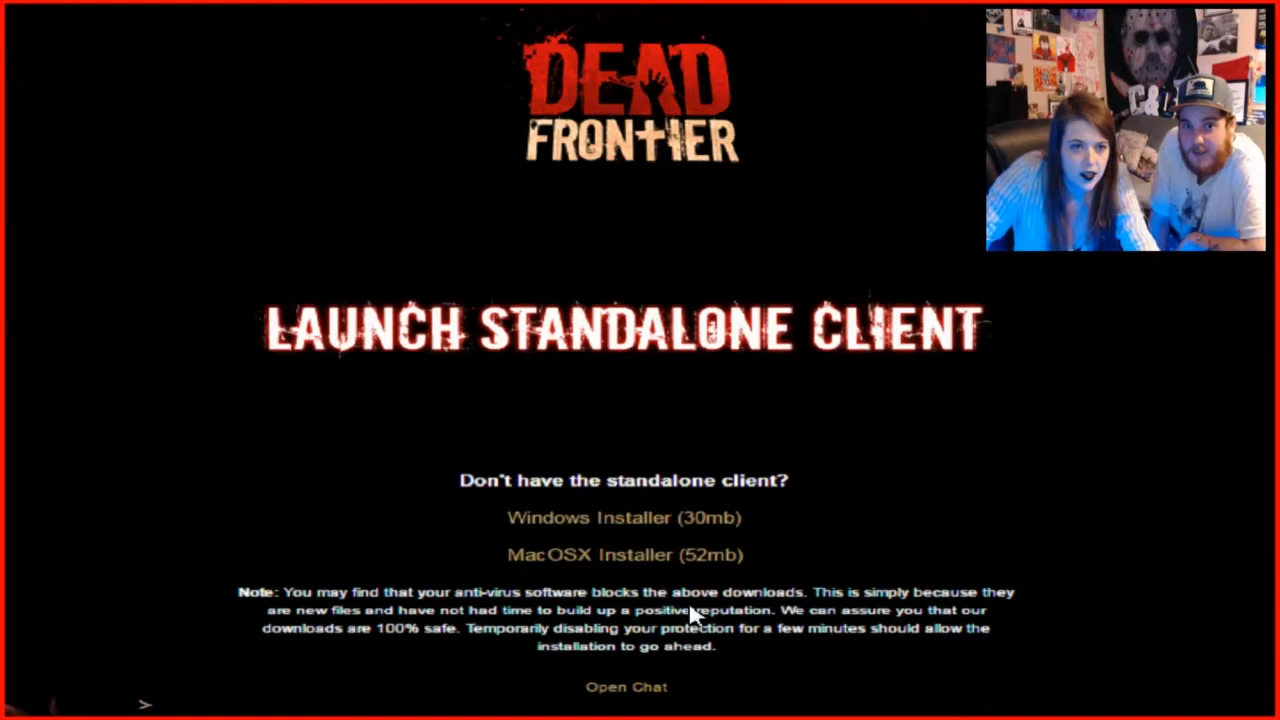 DEAD
FRONTIER
LAUNCH STANDALONE CLIENT
Don't have the standalone client?
Windows Installer (30mb)
MacOSX Installer (52mb)
Note: You may find that your anti-virus software blocks the above downloads. This is simply because they
are new files and have not had time to build up a positive reputation. We can assure you that our
downloads are 100% safe. Temporarily disabling your protection for a few minutes should allow the
installation to go ahead.
Open Chat
>